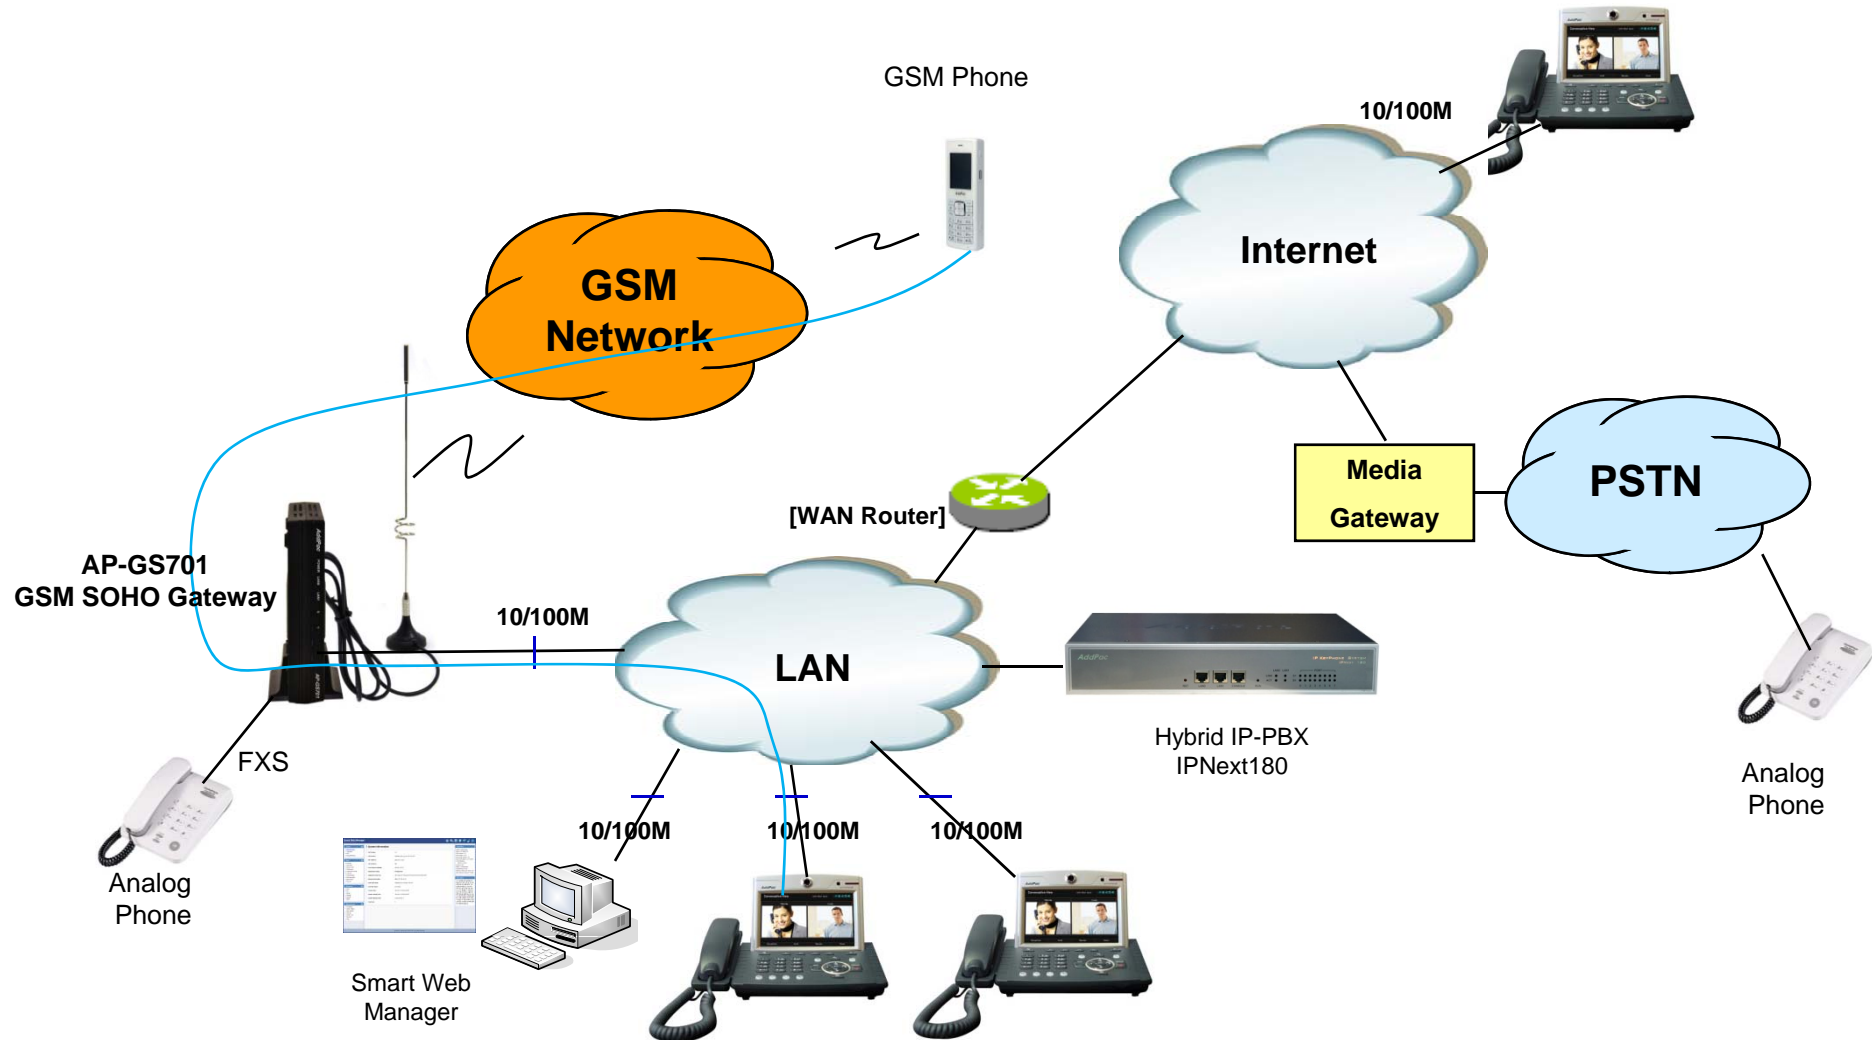 GSM Phone
10/100M
GSM
Network
Internet
Media
Gateway
PSTN
[WAN Router]
AP-GS701
GSM SOHO Gateway
10/100M
LAN
AddPac
Hybrid IP-PBX
IPNext180
FXS
Analog
Phone
Analog
Phone
10/100M
10/100M
10/100M
Smart Web
Manager